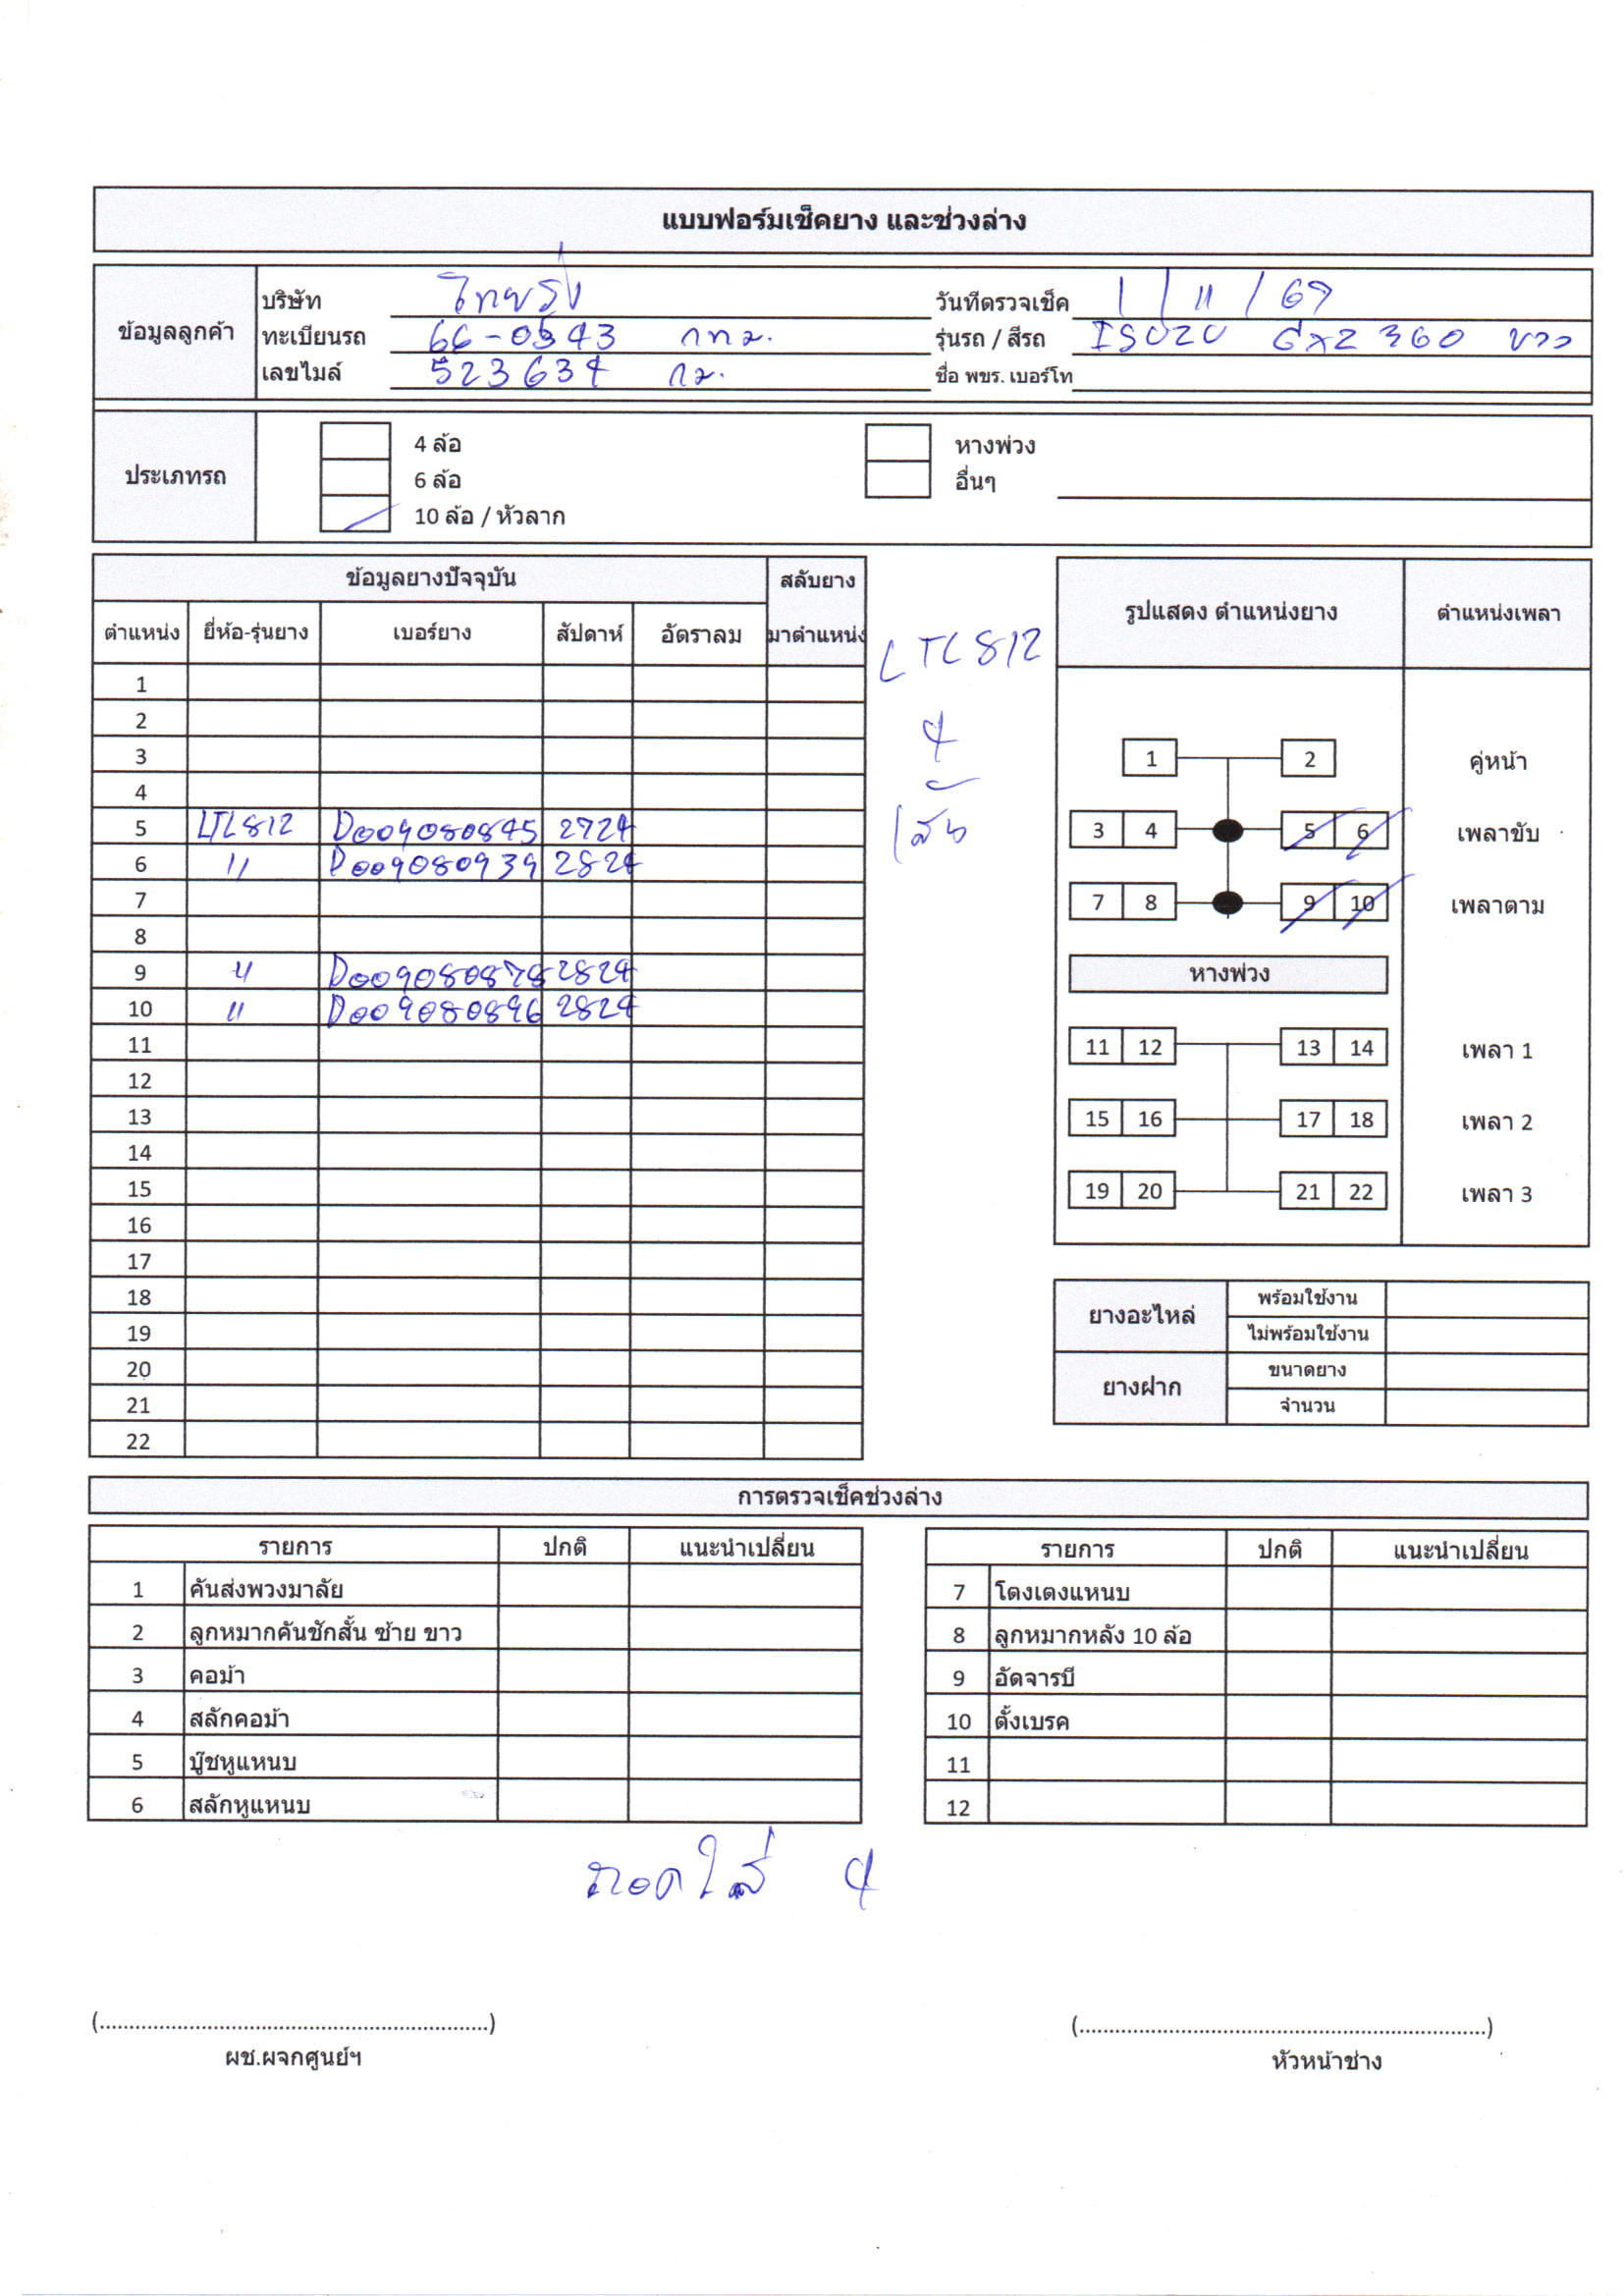 แบบฟอร์มเช็คยาง และช่วงล่าง
ข้อมูลลูกค้า
บริษัท ไทยรุ่ง วันทีตรวจเช็ค 1 / 11 / 67
ทะเบียนรถ 66-0543 กทม. รุ่นรถ / สีรถ ISUZU GXZ 360 ขาว
เลขไมล์ 523634 กม. ชื่อ พขร. เบอร์โท
ประเภทรถ
4 ล้อ หางพ่วง
6 ล้อ อื่นๆ
10 ล้อ / หัวลาก
ข้อมูลยางปัจจุบัน สลับยาง
ตำแหน่ง ยี่ห้อ-รุ่นยาง เบอร์ยาง สัปดาห์ อัตราลม มาตำแหน่ง
1
2
3
4
5 LTL812 D009080845 2724
6 " D009080939 2824
7
8
9 " D009080878 2824
10 " D009080896 2824
11
12
13
14
15
16
17
18
19
20
21
22
LTL812
4
เส้น
รูปแสดง ตำแหน่งยาง ตำแหน่งเพลา
1 2 คู่หน้า
3 4 5 6 เพลาขับ
7 8 9 10 เพลาตาม
หางพ่วง
11 12 13 14 เพลา 1
15 16 17 18 เพลา 2
19 20 21 22 เพลา 3
ยางอะไหล่ พร้อมใช้งาน
ไม่พร้อมใช้งาน
ยางฝาก ขนาดยาง
จำนวน
การตรวจเช็คช่วงล่าง
รายการ ปกติ แนะนำเปลี่ยน รายการ ปกติ แนะนำเปลี่ยน
1 คันส่งพวงมาลัย 7 โตงเตงแหนบ
2 ลูกหมากคันชักสั้น ซ้าย ขาว 8 ลูกหมากหลัง 10 ล้อ
3 คอม้า 9 อัดจารบี
4 สลักคอม้า 10 ตั้งเบรค
5 บู๊ชหูแหนบ 11
6 สลักหูแหนบ 12
ถอดใส่ 4
(................................................................) (....................................................................)
ผช.ผจกศูนย์ฯ หัวหน้าช่าง